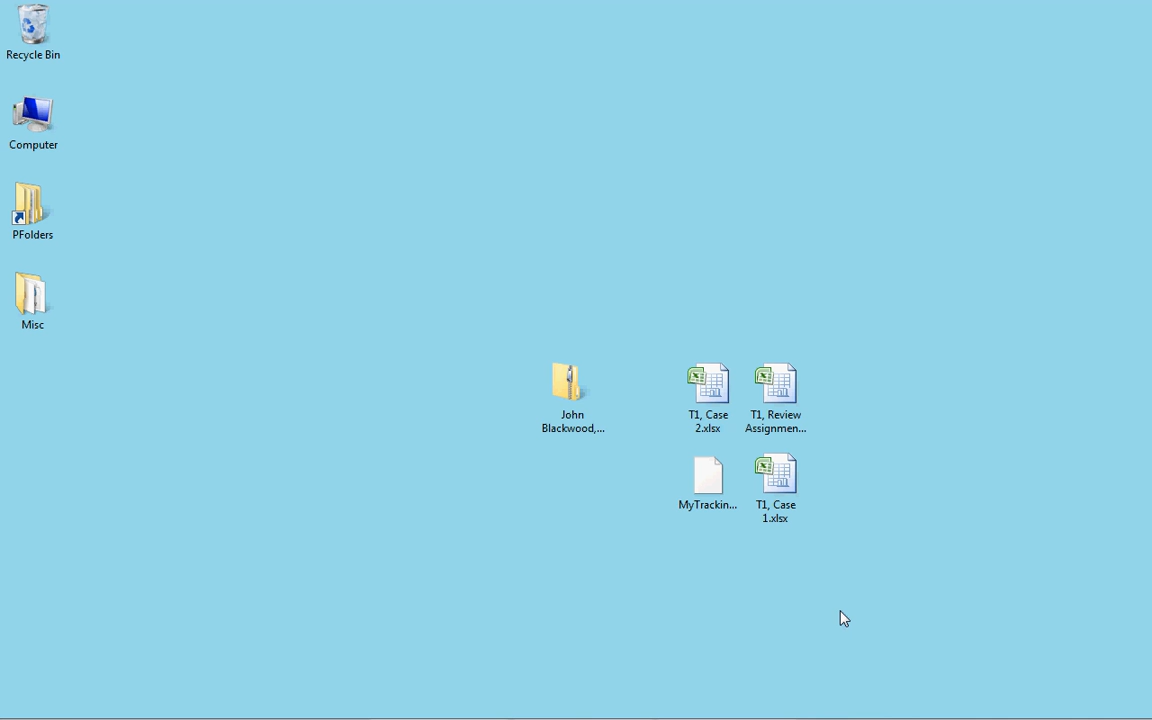 Recycle Bin
Computer
PFolders
Misc
John
Blackwood,...
T1, Case
2.xlsx
T1, Review
Assignmen...
MyTrackin...
T1, Case
1.xlsx